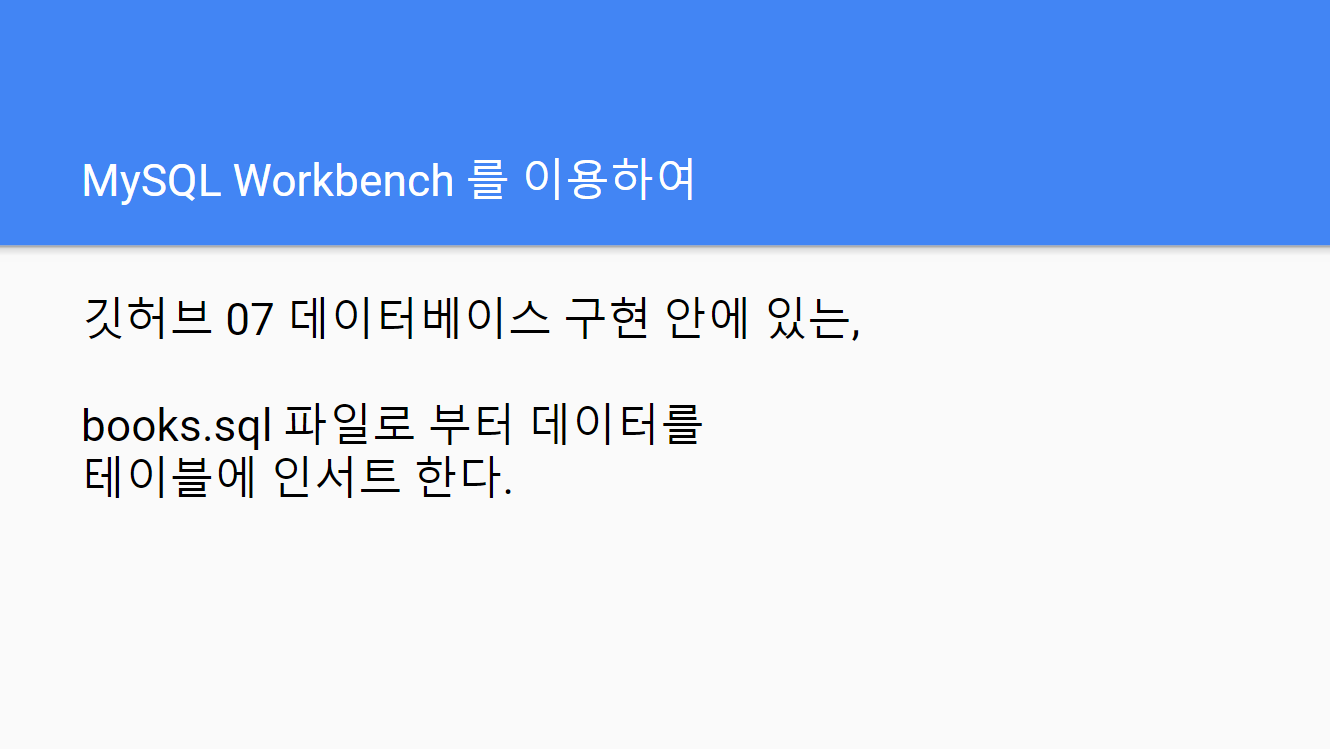 MySQL Workbench 를 이용하여
깃허브 07 데이터베이스 구현 안에 있는,
books.sql 파일로 부터 데이터를
테이블에 인서트 한다.